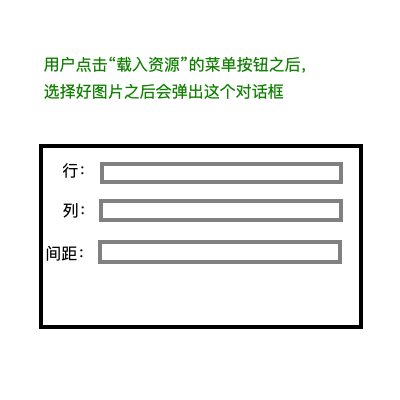 用户点击“载入资源”的菜单按钮之后，
选择好图片之后会弹出这个对话框
行：
列：
间距：